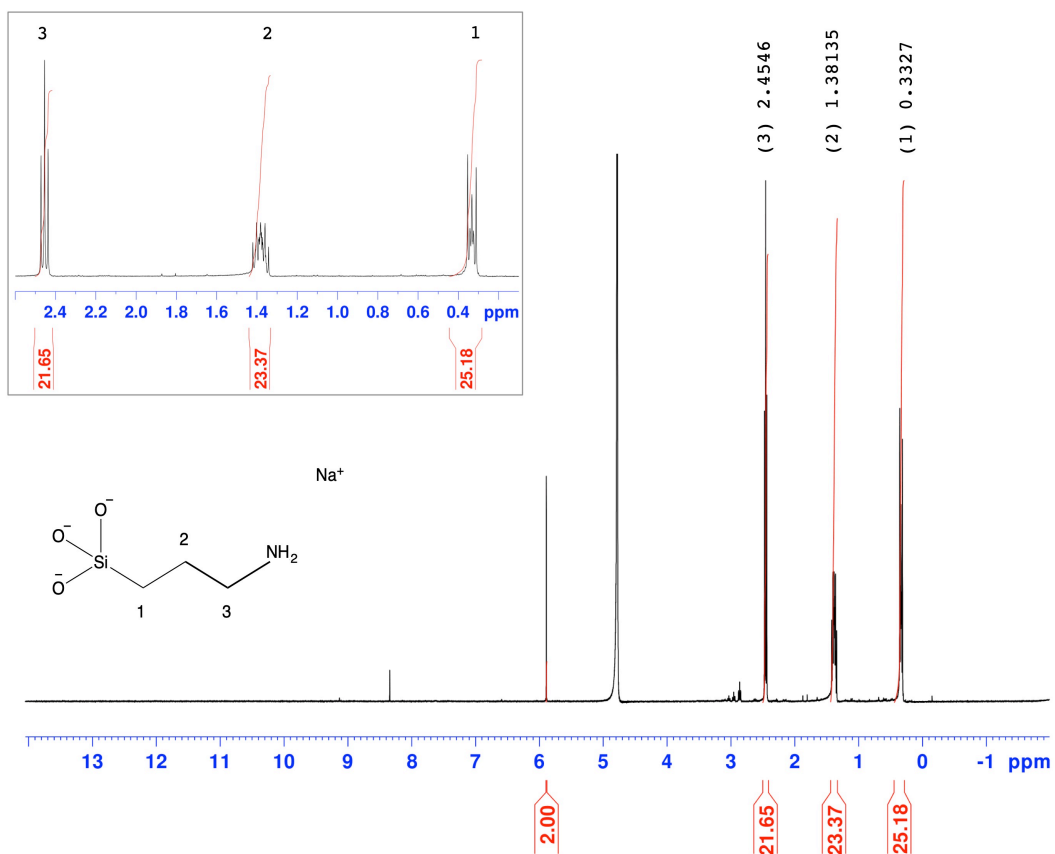 3 2 1
2.4 2.2 2.0 1.8 1.6 1.4 1.2 1.0 0.8 0.6 0.4 ppm
21.65 23.37 25.18
(3) 2.4546
(2) 1.38135
(1) 0.3327
Na+
O−
O−
O−
Si
2
NH2
1 3
13 12 11 10 9 8 7 6 5 4 3 2 1 0 -1 ppm
2.00 21.65 23.37 25.18